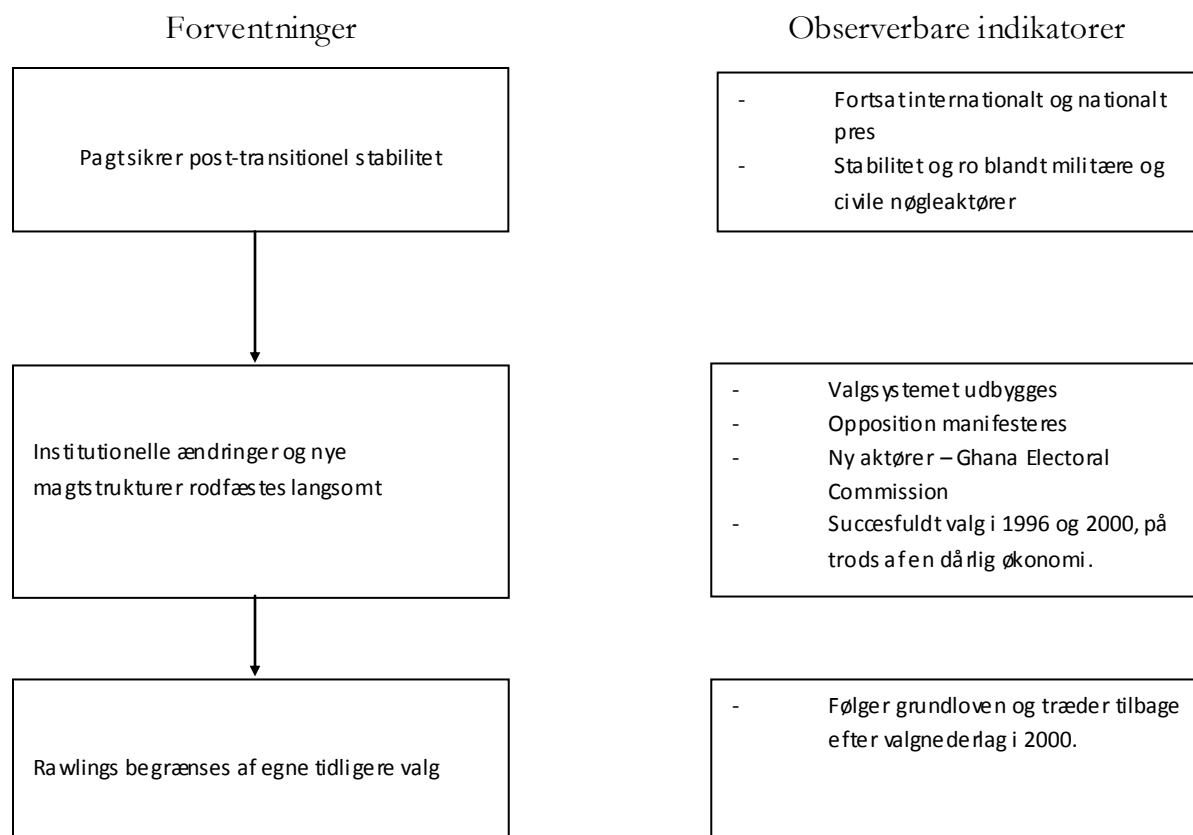 Forventninger
Observerbare indikatorer
Pagt sikrer post-transitionel stabilitet
- Fortsat internationalt og nationalt
pres
- Stabilitet og ro blandt militære og
civile nøgleaktører
Institutionelle ændringer og nye
magtstrukturer rodfæstes langsomt
- Valgsystemet udbygges
- Opposition manifesteres
- Ny aktører – Ghana Electoral
Commission
- Succesfuldt valg i 1996 og 2000, på
trods af en dårlig økonomi.
Rawlings begrænses af egne tidligere valg
- Følger grundloven og træder tilbage
efter valgnederlag i 2000.